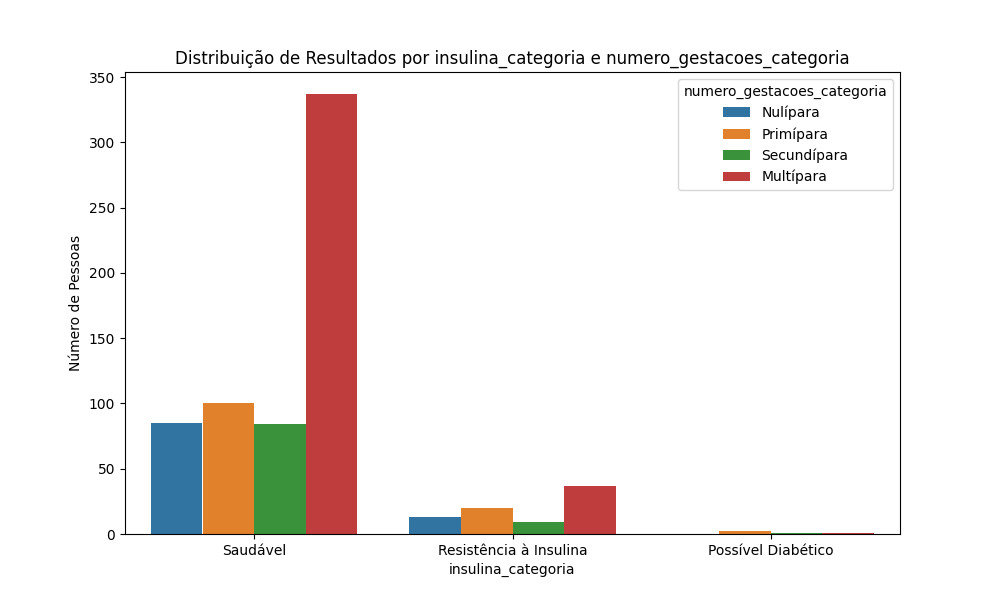 Distribuição de Resultados por insulina_categoria e numero_gestacoes_categoria
350
300
250
200
150
100
50
0
Número de Pessoas
numero_gestacoes_categoria
Nulípara
Primípara
Secundípara
Multípara
Saudável
Resistência à Insulina
Possível Diabético
insulina_categoria